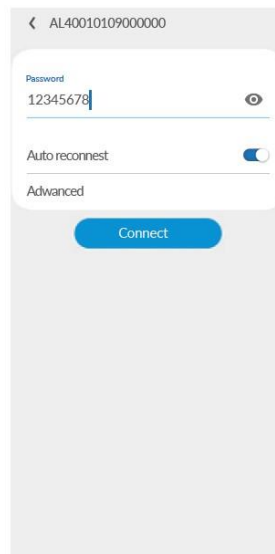 AL40010109000000
Password
12345678
Auto reconnest
Adwanced
Connect